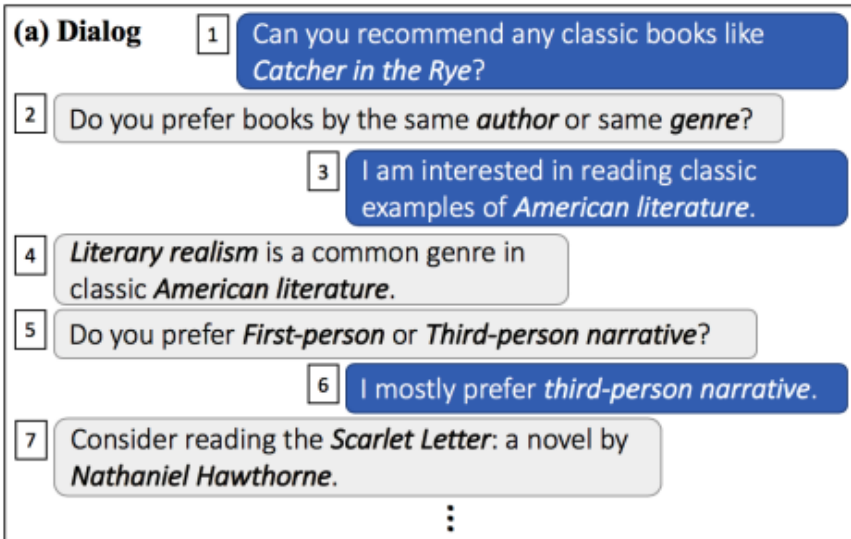 (a) Dialog
1
Can you recommend any classic books like
Catcher in the Rye?
2
Do you prefer books by the same author or same genre?
3
I am interested in reading classic
examples of American literature.
4
Literary realism is a common genre in
classic American literature.
5
Do you prefer First-person or Third-person narrative?
6
I mostly prefer third-person narrative.
7
Consider reading the Scarlet Letter: a novel by
Nathaniel Hawthorne.
⋮